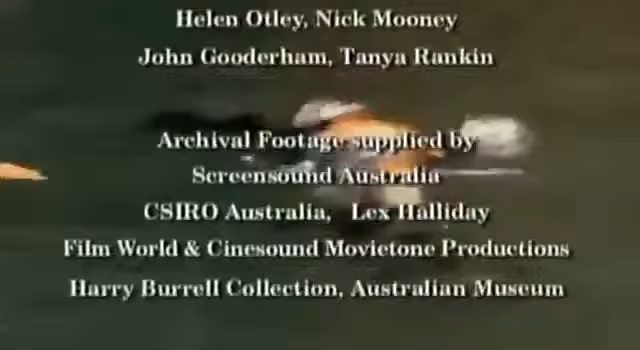 Helen Otley, Nick Mooney
John Gooderham, Tanya Rankin
Archival Footage supplied by
Screensound Australia
CSIRO Australia, Lex Halliday
Film World & Cinesound Movietone Productions
Harry Burrell Collection, Australian Museum